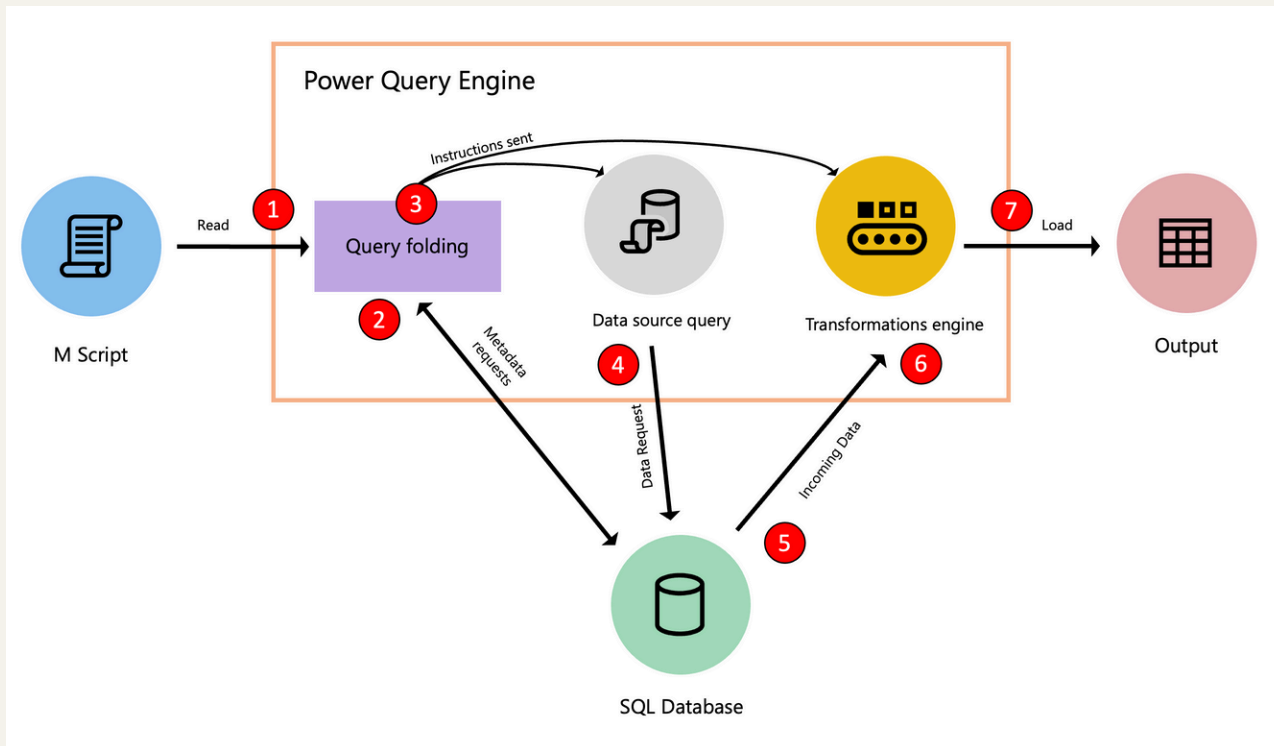 Power Query Engine
Instructions sent
1
3
7
Read
Query folding
Load
2
Data source query
Transformations engine
M Script
Metadata
requests
4
6
Output
Data Request
Incoming Data
5
SQL Database